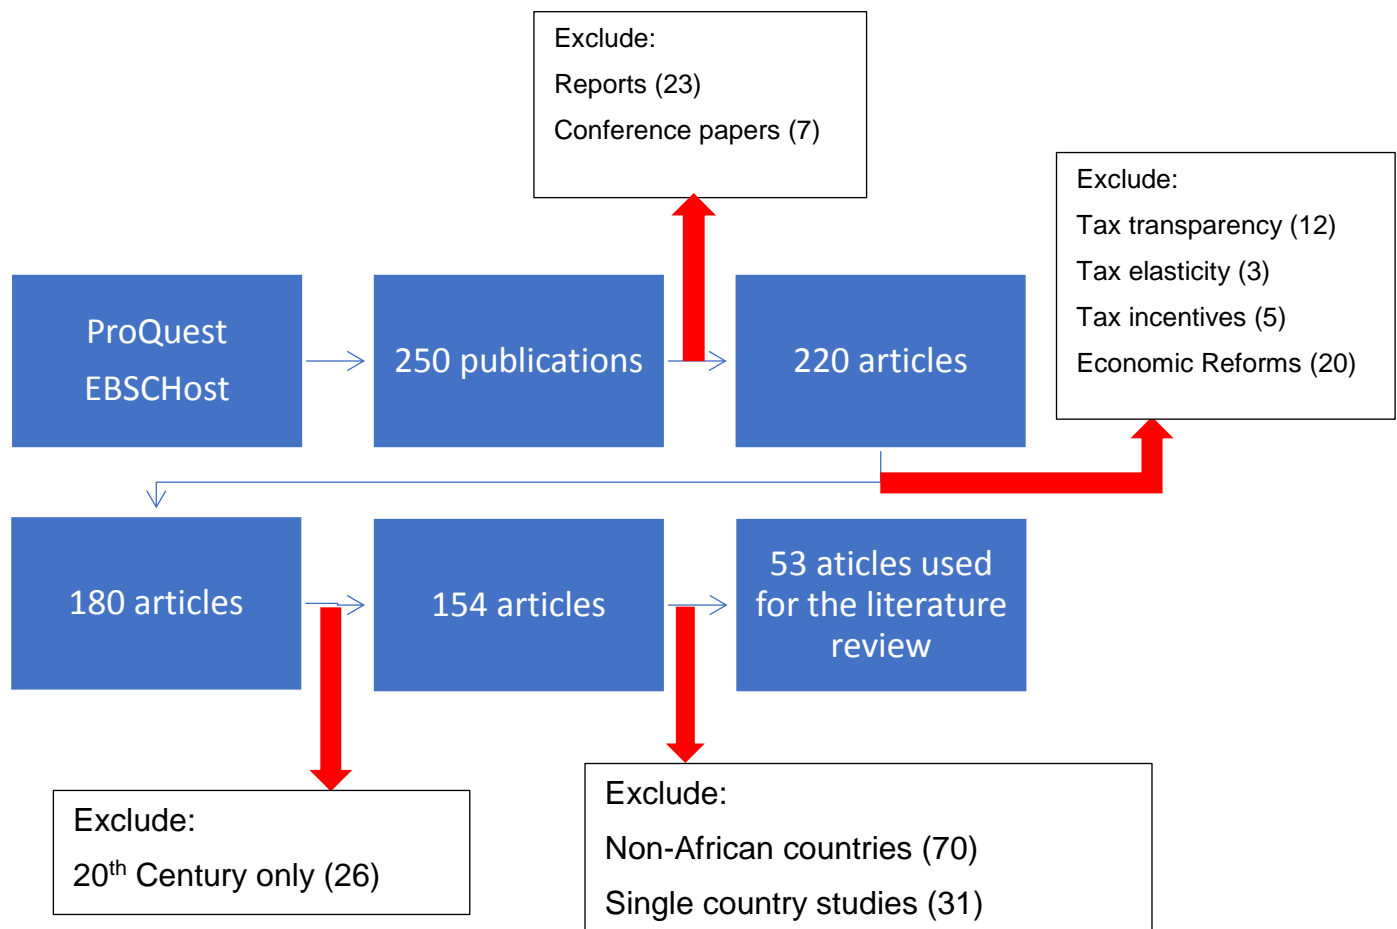 Exclude:
Reports (23)
Conference papers (7)
Exclude:
Tax transparency (12)
Tax elasticity (3)
Tax incentives (5)
Economic Reforms (20)
ProQuest
EBSCHost
250 publications
220 articles
180 articles
154 articles
53 aticles used
for the literature
review
Exclude:
20th Century only (26)
Exclude:
Non-African countries (70)
Single country studies (31)